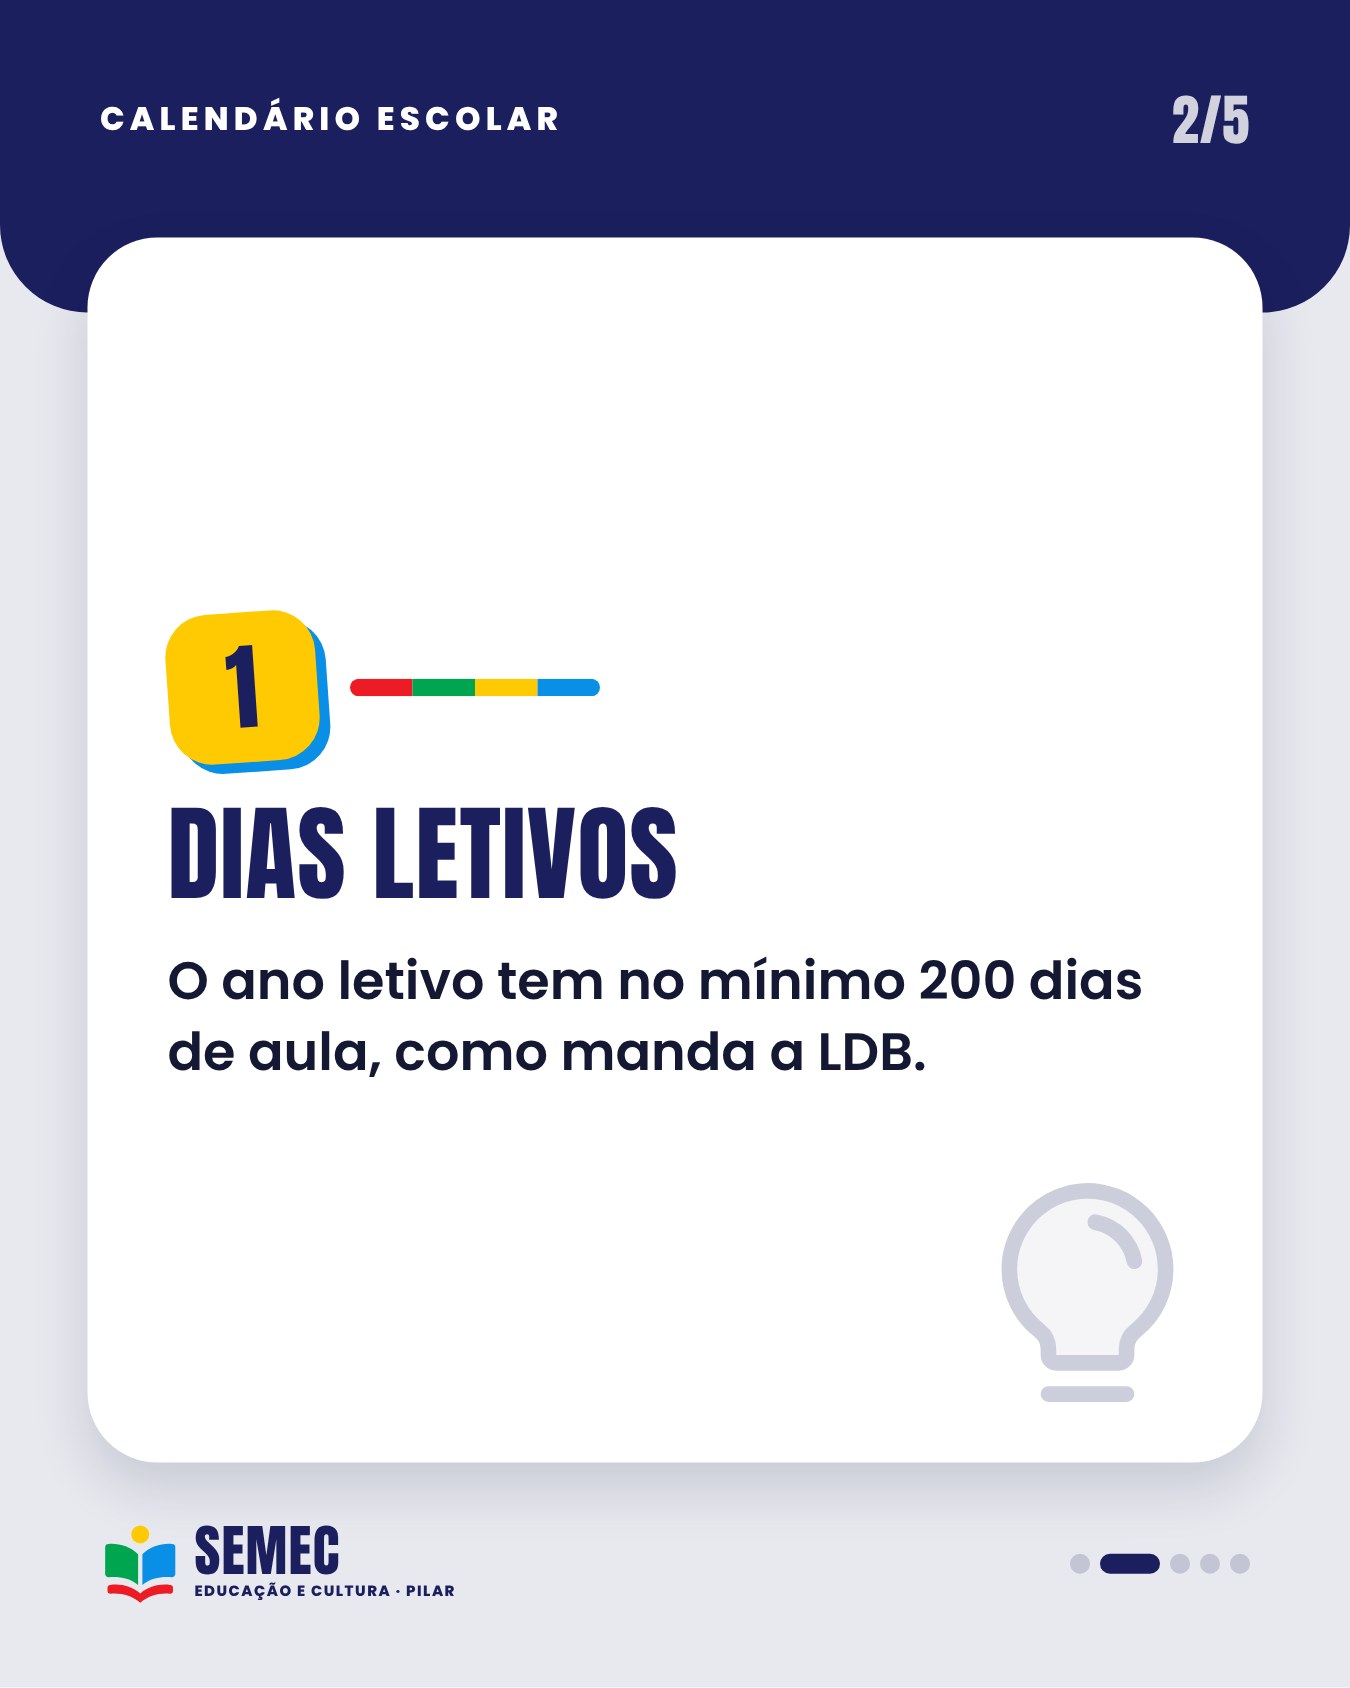 CALENDÁRIO ESCOLAR
2/5
1
DIAS LETIVOS
O ano letivo tem no mínimo 200 dias
de aula, como manda a LDB.
SEMEC
EDUCAÇÃO E CULTURA · PILAR